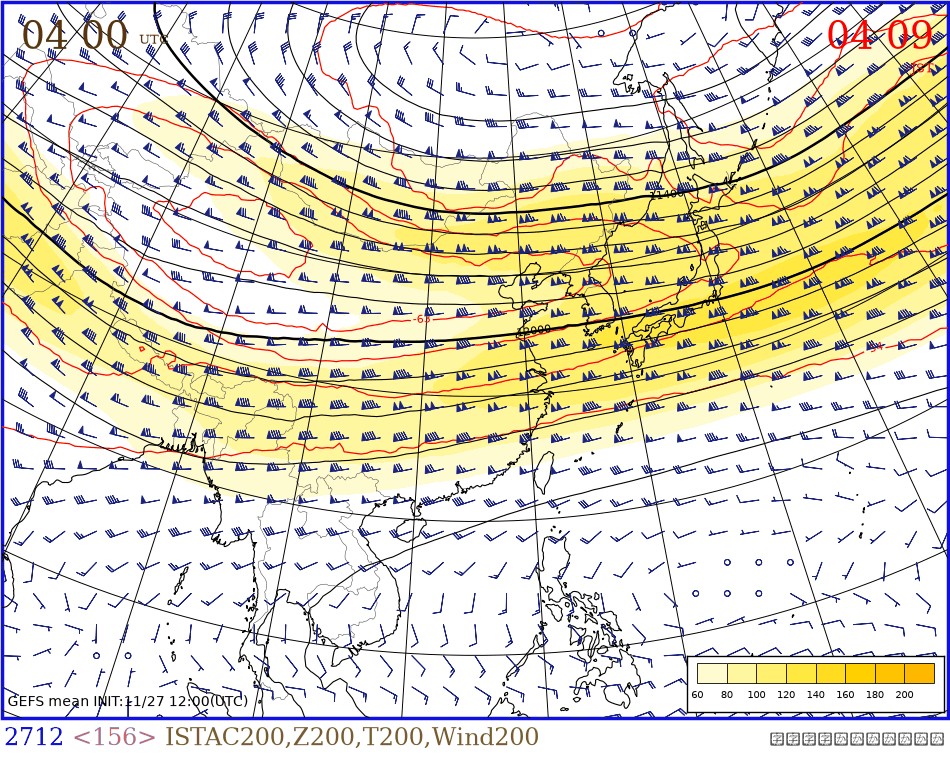 04 00 UTC
04 09
JST
11400
-65
12000
GEFS mean INIT:11/27 12:00(UTC)
60 80 100 120 140 160 180 200
2712 <156> ISTAC200,Z200,T200,Wind200